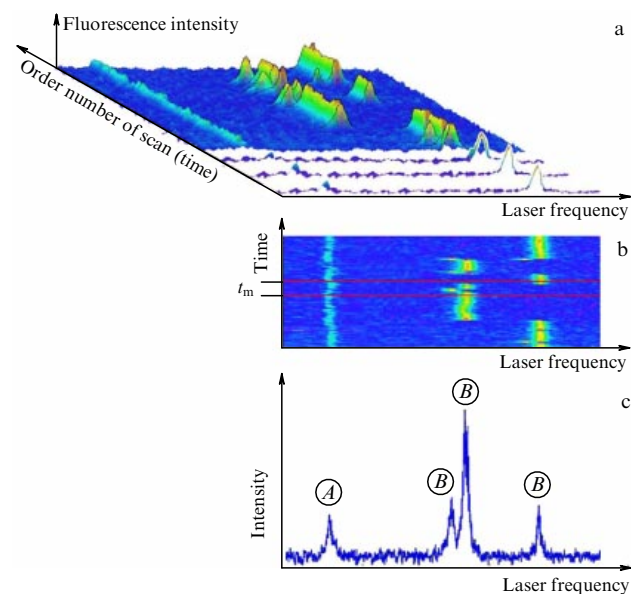 Fluorescence intensity
a
Order number of scan (time)
Laser frequency
Time
b
tm
Laser frequency
Intensity
c
A
B
B
B
Laser frequency